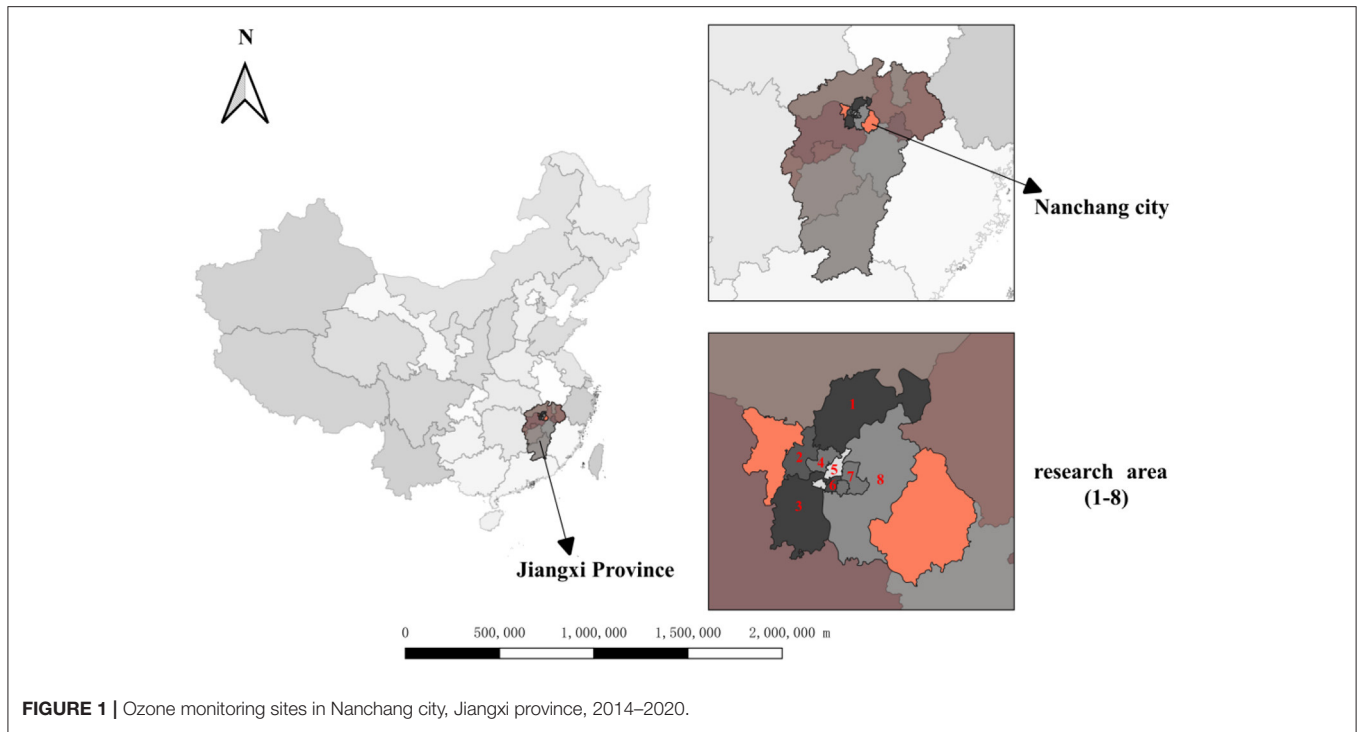 N
Nanchang city
Jiangxi Province
1
2
4
5
7
6
8
3
research area
(1-8)
0 500,000 1,000,000 1,500,000 2,000,000 m
FIGURE 1 | Ozone monitoring sites in Nanchang city, Jiangxi province, 2014–2020.